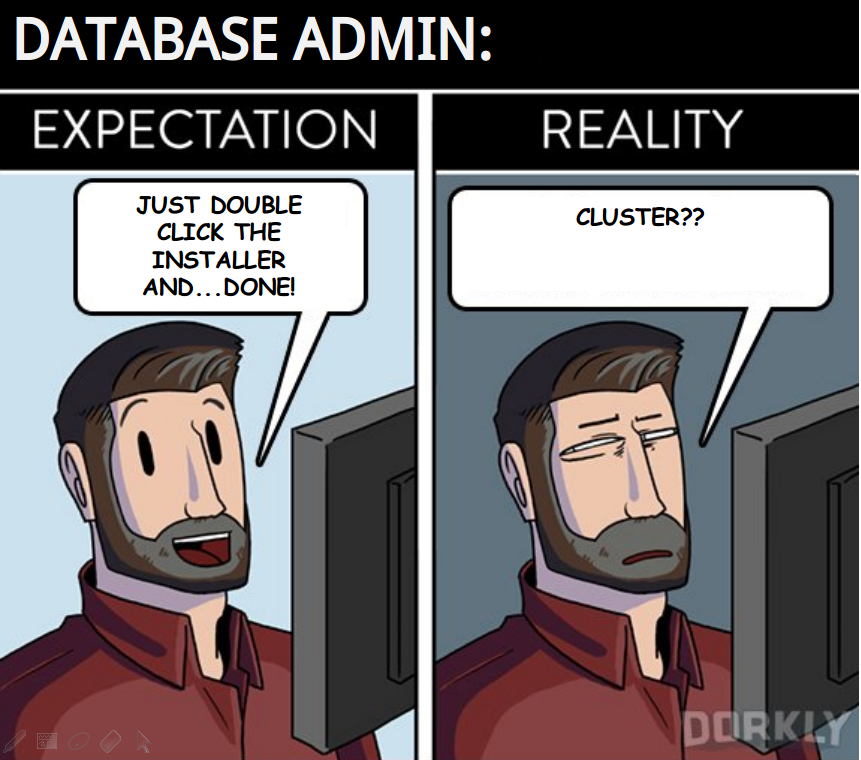 DATABASE ADMIN:
EXPECTATION
REALITY
JUST DOUBLE
CLICK THE
INSTALLER
AND...DONE!
CLUSTER??
DORKLY